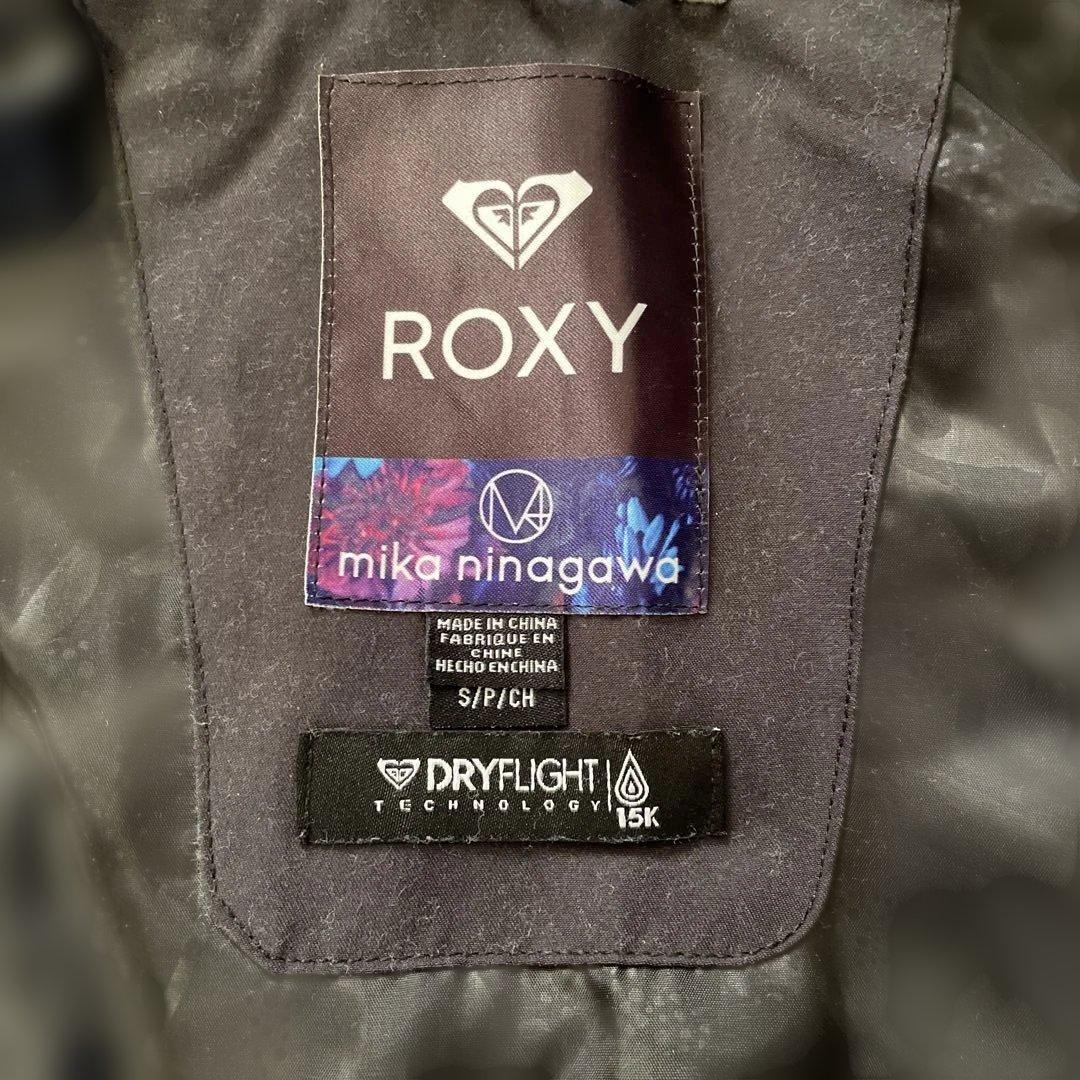 ROXY
M
mika ninagawa
MADE IN CHINA
FABRIQUE EN
CHINE
HECHO EN CHINA
S/P/CH
DRYFLIGHT
TECHNOLOGY
15K